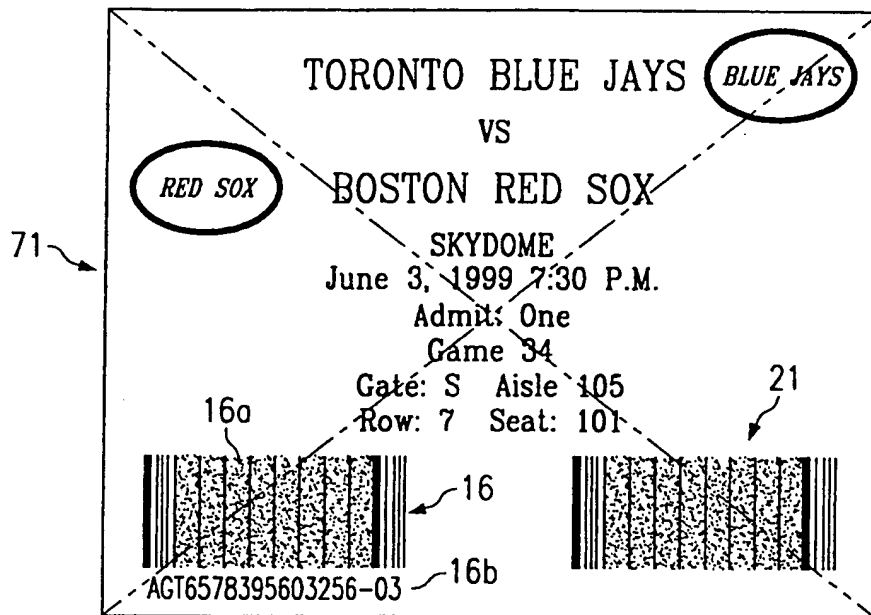 TORONTO BLUE JAYS
BLUE JAYS
VS
RED SOX
BOSTON RED SOX
71
SKYDOME
June 3, 1999 7:30 P.M.
Admit: One
Game 34
Gate: S Aisle 105
Row: 7 Seat: 101
16a
21
16
AGT6578395603256-03
16b